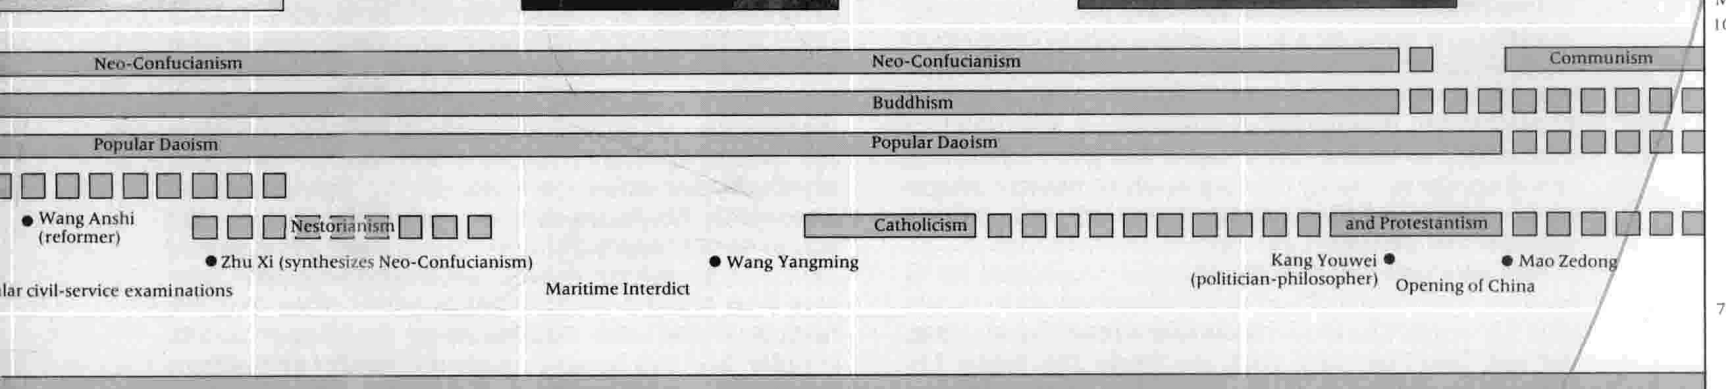 Neo-Confucianism Neo-Confucianism Communism
Buddhism
Popular Daoism Popular Daoism
Wang Anshi
(reformer)
Nestorianism Catholicism and Protestantism
Zhu Xi (synthesizes Neo-Confucianism) Wang Yangming Kang Youwei
(politician-philosopher)
Mao Zedong
civil-service examinations Maritime Interdict Opening of China
7